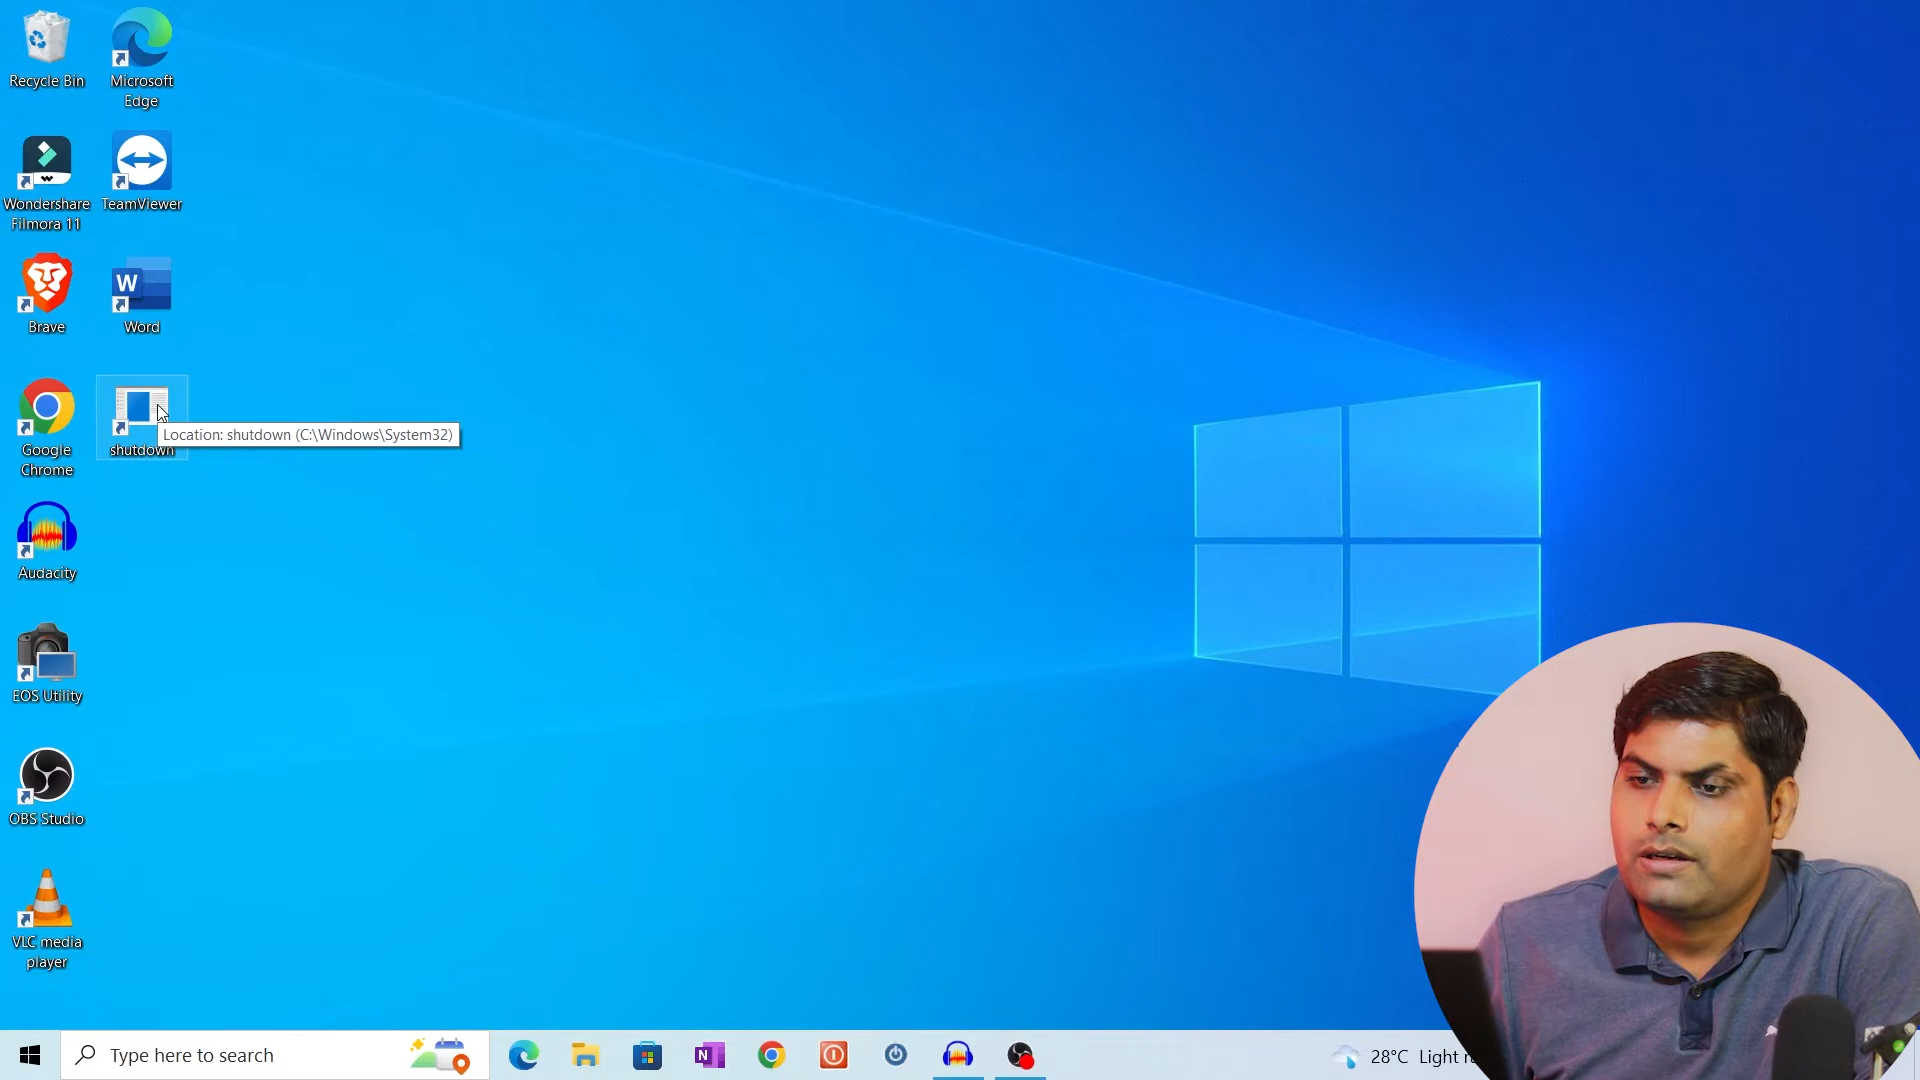 Recycle Bin
Microsoft
Edge
Wondershare
Filmora 11
TeamViewer
Brave
W
Word
Google
Chrome
shutdown
Location: shutdown (C:\Windows\System32)
Audacity
EOS Utility
OBS Studio
VLC media
player
Type here to search
N
28°C Light